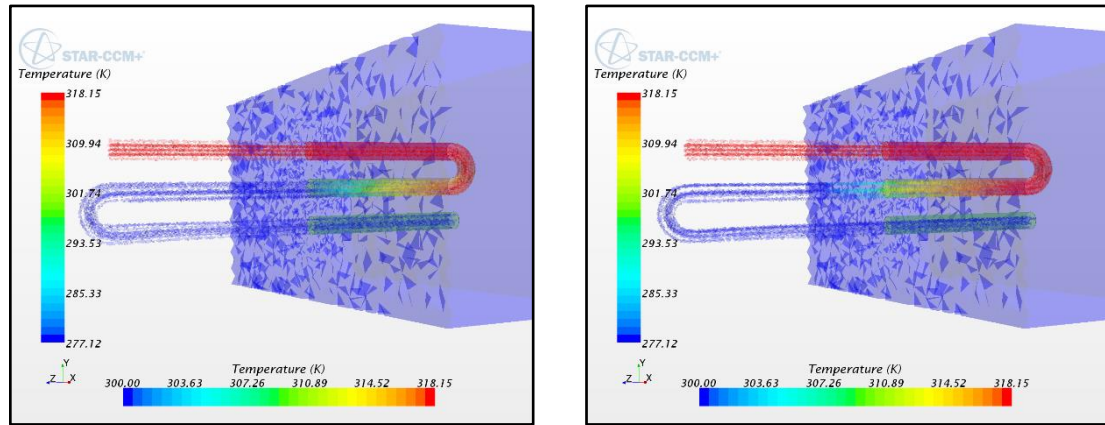 STAR-CCM+
Temperature (K)
318.15
309.94
301.74
293.53
285.33
277.12
Y
Z X
Temperature (K)
300.00 303.63 307.26 310.89 314.52 318.15
STAR-CCM+
Temperature (K)
318.15
309.94
301.74
293.53
285.33
277.12
Y
Z X
Temperature (K)
300.00 303.63 307.26 310.89 314.52 318.15